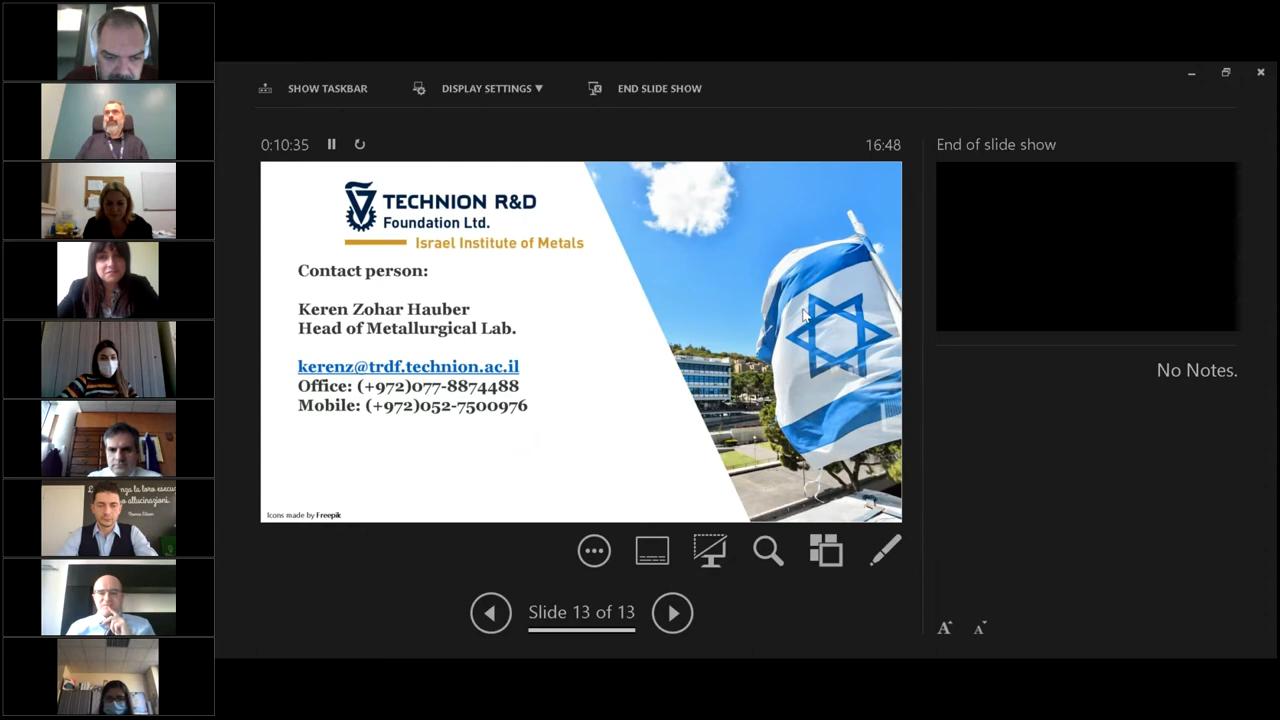 SHOW TASKBAR
DISPLAY SETTINGS ▼
END SLIDE SHOW
0:10:35
16:48
End of slide show
TECHNION R&D
Foundation Ltd.
Israel Institute of Metals
Contact person:
Keren Zohar Hauber
Head of Metallurgical Lab.
kerenz@trdf.technion.ac.il
Office: (+972)077-8874488
Mobile: (+972)052-7500976
Icons made by Freepik
No Notes.
Slide 13 of 13
A
A
allucinazioni.